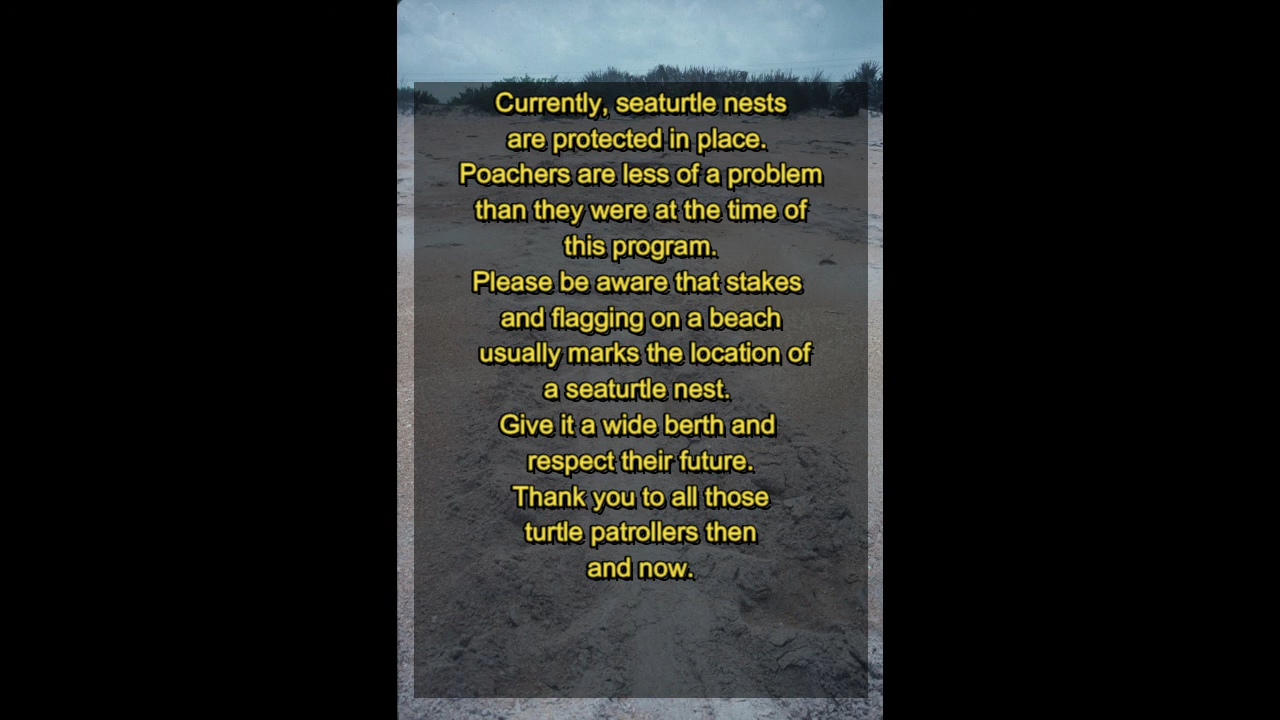 Currently, seaturtle nests
are protected in place.
Poachers are less of a problem
than they were at the time of
this program.
Please be aware that stakes
and flagging on a beach
usually marks the location of
a seaturtle nest.
Give it a wide berth and
respect their future.
Thank you to all those
turtle patrollers then
and now.